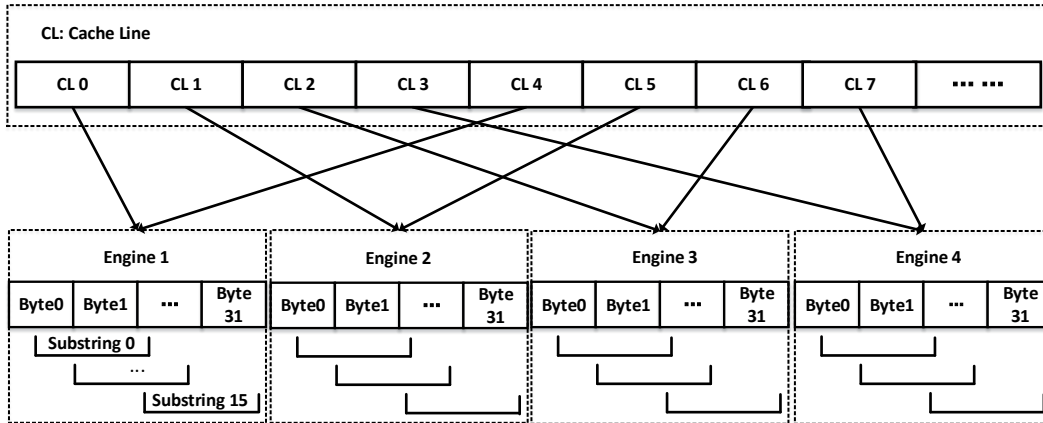 CL: Cache Line
CL 0 CL 1 CL 2 CL 3 CL 4 CL 5 CL 6 CL 7 ... ...
Engine 1 Engine 2 Engine 3 Engine 4
Byte0 Byte1 ... Byte 31 Byte0 Byte1 ... Byte 31 Byte0 Byte1 ... Byte 31 Byte0 Byte1 ... Byte 31
Substring 0
...
Substring 15